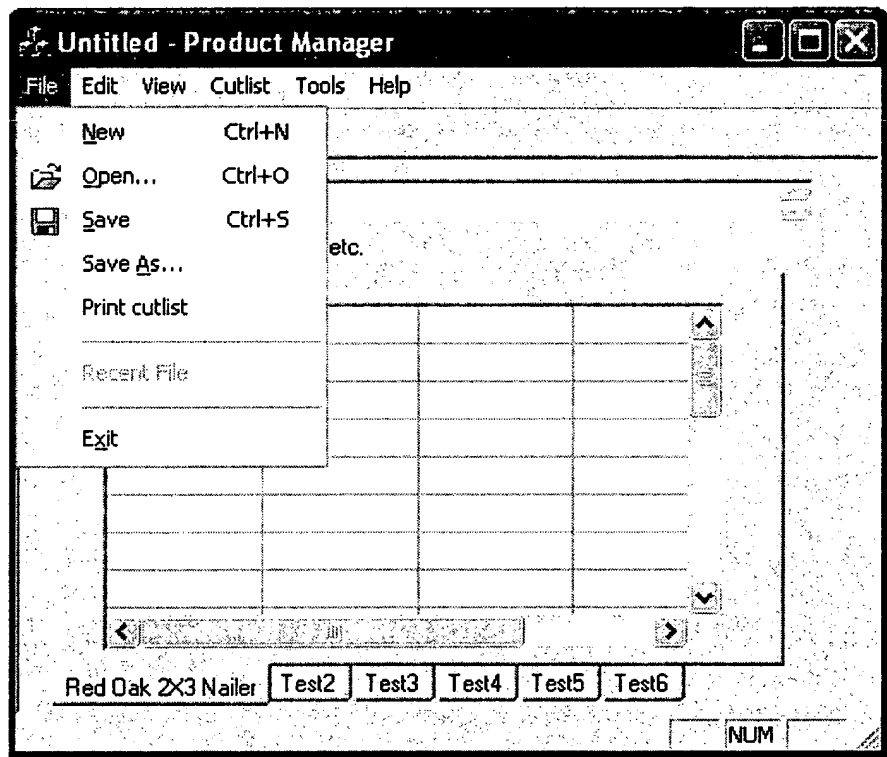 Untitled - Product Manager
File Edit View Cutlist Tools Help
New Ctrl+N
Open... Ctrl+O
Save Ctrl+S
etc.
Save As...
Print cutlist
Recent File
Exit
Red Oak 2X3 Nailer Test2 Test3 Test4 Test5 Test6
NUM